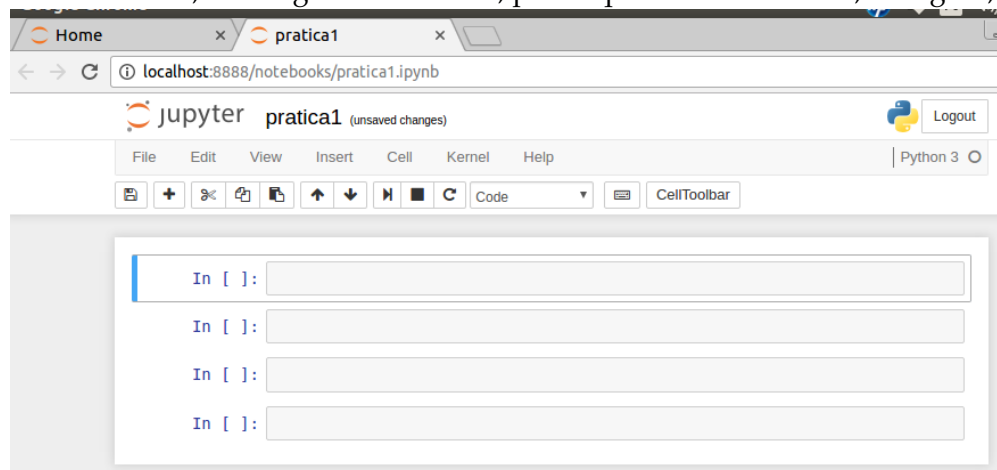 Home × pratica1 ×
localhost:8888/notebooks/pratica1.ipynb
jupyter pratica1 (unsaved changes) Logout
File Edit View Insert Cell Kernel Help Python 3
Code CellToolbar
In [ ]:
In [ ]:
In [ ]:
In [ ]: